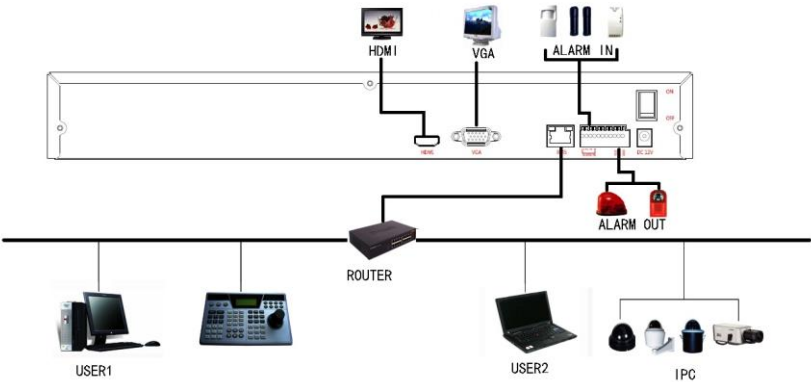 HDMI
VGA
ALARM IN
ON
OFF
HDMI
VGA
DC 12V
ALARM OUT
ROUTER
USER1
USER2
IPC